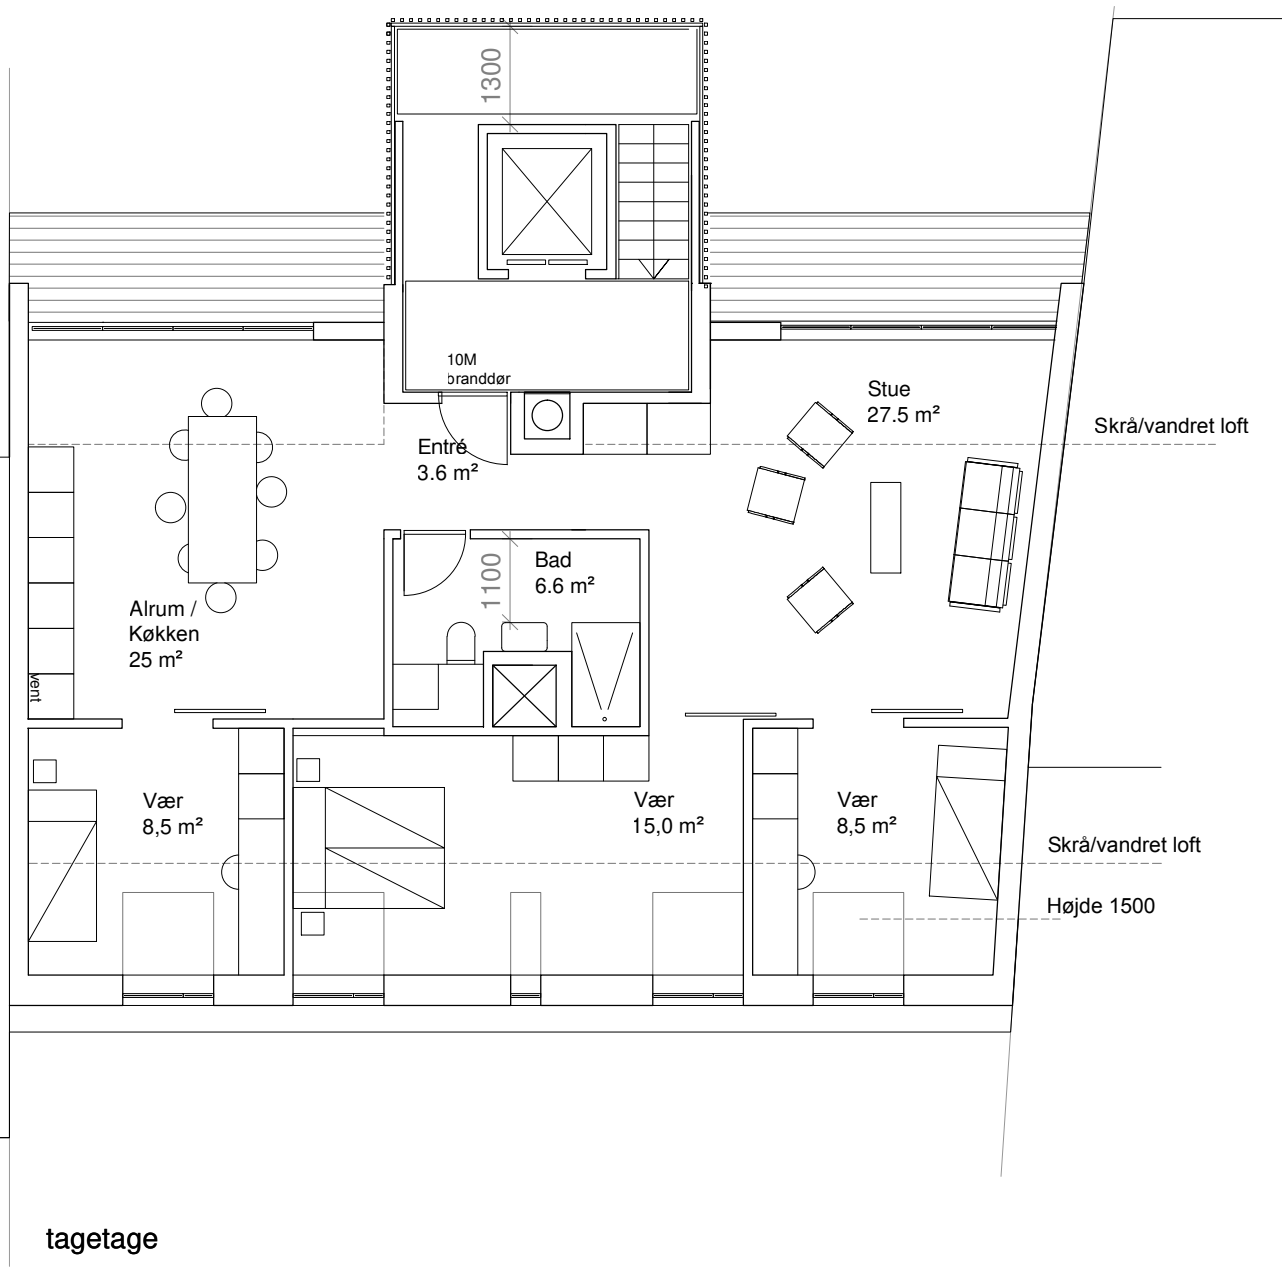 1300
10M
branddør
Stue
27.5 m²
Skrå/vandret loft
Entré
3.6 m²
1100
Bad
6.6 m²
Alrum /
Køkken
25 m²
vent
Vær
8,5 m²
Vær
15,0 m²
Vær
8,5 m²
Skrå/vandret loft
Højde 1500
tagetage